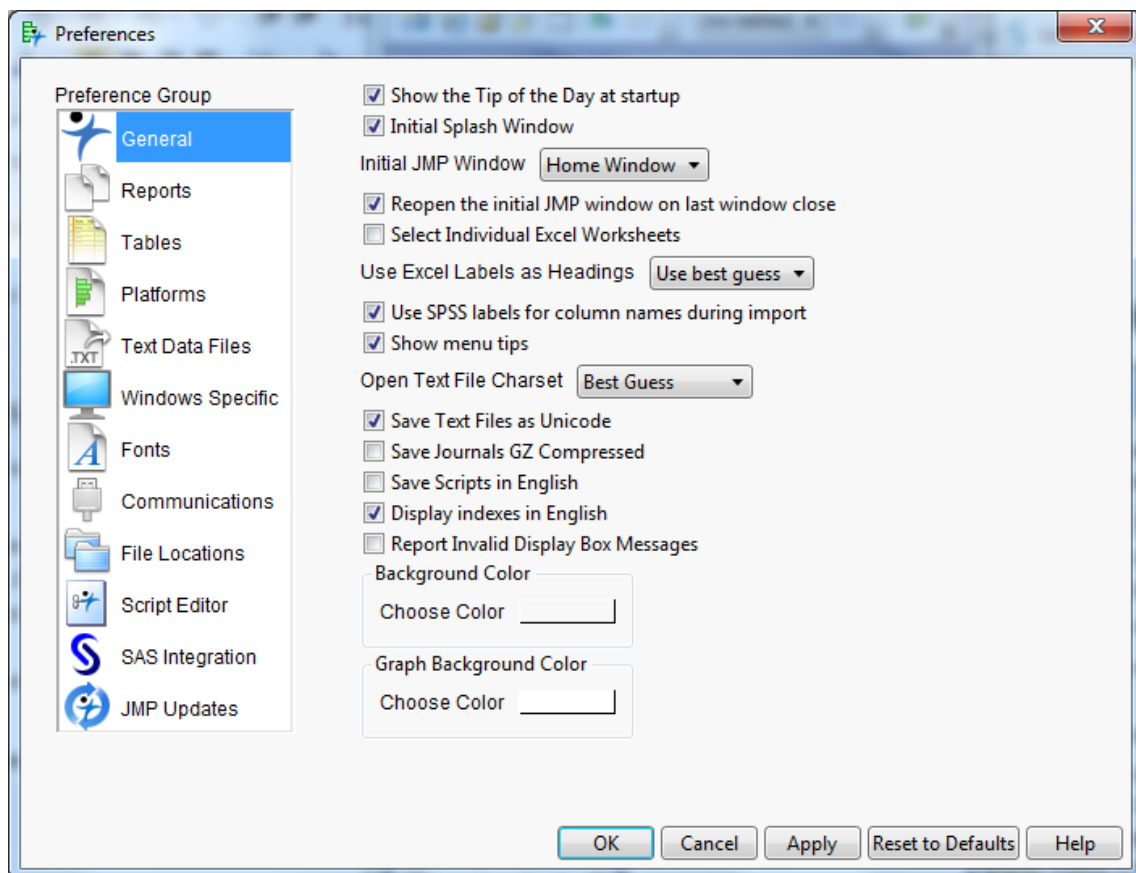 Preferences
Preference Group
General
Reports
Tables
Platforms
.TXT Text Data Files
Windows Specific
A Fonts
Communications
File Locations
Script Editor
SAS Integration
JMP Updates
Show the Tip of the Day at startup
Initial Splash Window
Initial JMP Window Home Window
Reopen the initial JMP window on last window close
Select Individual Excel Worksheets
Use Excel Labels as Headings Use best guess
Use SPSS labels for column names during import
Show menu tips
Open Text File Charset Best Guess
Save Text Files as Unicode
Save Journals GZ Compressed
Save Scripts in English
Display indexes in English
Report Invalid Display Box Messages
Background Color
Choose Color
Graph Background Color
Choose Color
OK Cancel Apply Reset to Defaults Help